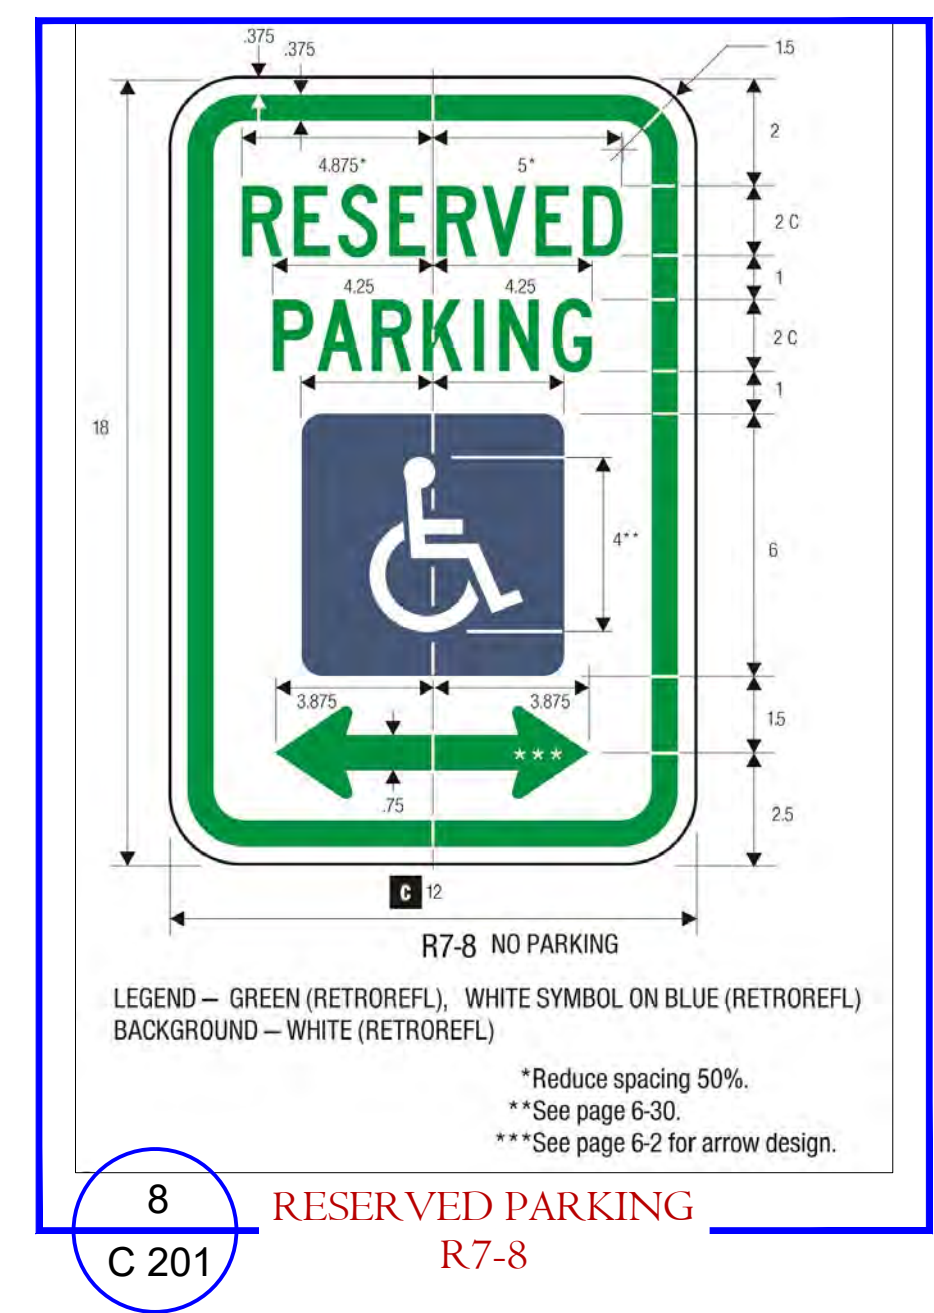 .375
.375
1.5
2
4.875*
5*
RESERVED
2 C
4.25
4.25
1
PARKING
2 C
1
18
4**
6
3.875
3.875
1.5
***
.75
2.5
C 12
R7-8 NO PARKING
LEGEND – GREEN (RETROREFL), WHITE SYMBOL ON BLUE (RETROREFL)
BACKGROUND – WHITE (RETROREFL)
*Reduce spacing 50%.
**See page 6-30.
***See page 6-2 for arrow design.
8
C 201
RESERVED PARKING
R7-8